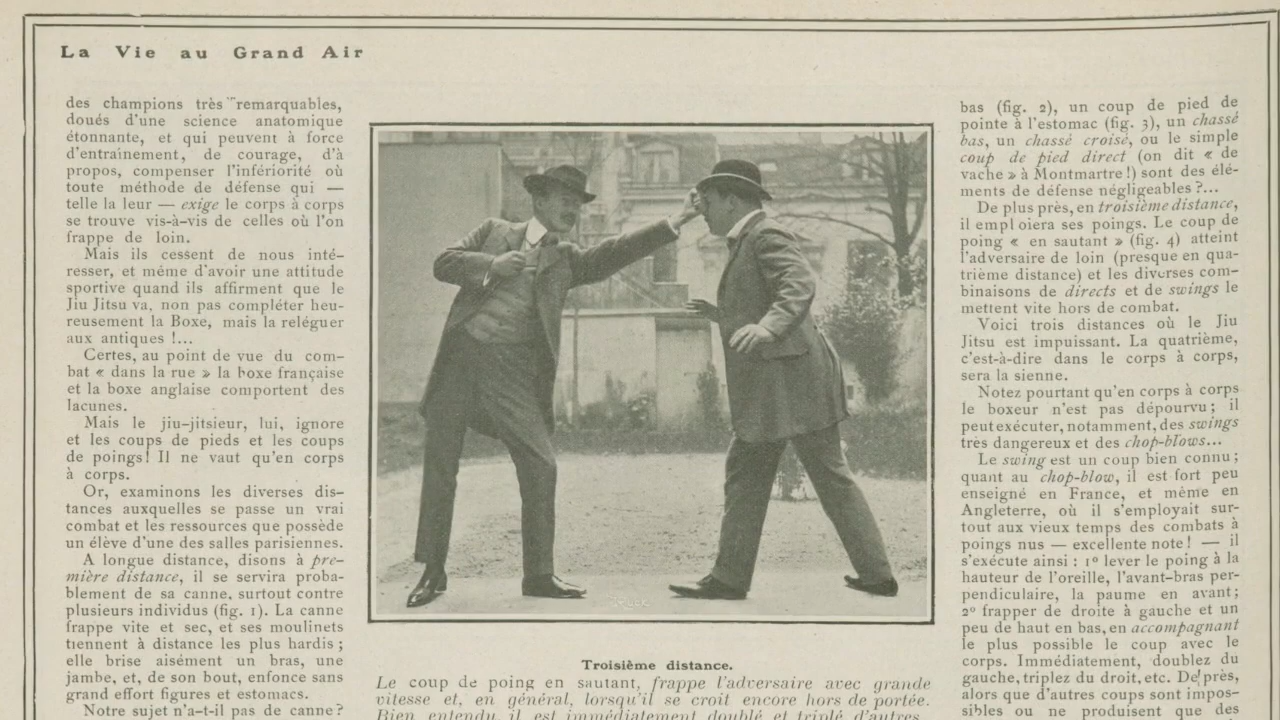 La Vie au Grand Air
des champions très remarquables,
doués d'une science anatomique
étonnante, et qui peuvent à force
d'entraînement, de courage, d'à
propos, compenser l'infériorité où
toute méthode de défense qui —
telle la leur — exige le corps à corps
se trouve vis-à-vis de celles où l'on
frappe de loin.
Mais ils cessent de nous inté-
resser, et même d'avoir une attitude
sportive quand ils affirment que le
Jiu Jitsu va, non pas compléter heu-
reusement la Boxe, mais la reléguer
aux antiques !...
Certes, au point de vue du com-
bat « dans la rue » la boxe française
et la boxe anglaise comportent des
lacunes.
Mais le jiu-jitsieur, lui, ignore
et les coups de pieds et les coups
de poings! Il ne vaut qu'en corps
à corps.
Or, examinons les diverses dis-
tances auxquelles se passe un vrai
combat et les ressources que possède
un élève d'une des salles parisiennes.
A longue distance, disons à pre-
mière distance, il se servira proba-
blement de sa canne, surtout contre
plusieurs individus (fig. 1). La canne
frappe vite et sec, et ses moulinets
tiennent à distance les plus hardis ;
elle brise aisément un bras, une
jambe, et, de son bout, enfonce sans
grand effort figures et estomacs.
Notre sujet n'a-t-il pas de canne?
Troisième distance.
Le coup de poing en sautant, frappe l'adversaire avec grande
vitesse et, en général, lorsqu'il se croit encore hors de portée.
Bien entendu, il est immédiatement doublé et triplé d'autres
bas (fig. 2), un coup de pied de
pointe à l'estomac (fig. 3), un chassé
bas, un chassé croisé, ou le simple
coup de pied direct (on dit « de
vache » à Montmartre !) sont des élé-
ments de défense négligeables ?...
De plus près, en troisième distance,
il empl oiera ses poings. Le coup de
poing « en sautant » (fig. 4) atteint
l'adversaire de loin (presque en qua-
trième distance) et les diverses com-
binaisons de directs et de swings le
mettent vite hors de combat.
Voici trois distances où le Jiu
Jitsu est impuissant. La quatrième,
c'est-à-dire dans le corps à corps,
sera la sienne.
Notez pourtant qu'en corps à corps
le boxeur n'est pas dépourvu ; il
peut exécuter, notamment, des swings
très dangereux et des chop-blows...
Le swing est un coup bien connu ;
quant au chop-blow, il est fort peu
enseigné en France, et même en
Angleterre, où il s'employait sur-
tout aux vieux temps des combats à
poings nus — excellente note! — il
s'exécute ainsi : 1° lever le poing à la
hauteur de l'oreille, l'avant-bras per-
pendiculaire, la paume en avant ;
2° frapper de droite à gauche et un
peu de haut en bas, en accompagnant
le plus possible le coup avec le
corps. Immédiatement, doublez du
gauche, triplez du droit, etc. De près,
alors que d'autres coups sont impos-
sibles ou ne produisent que des